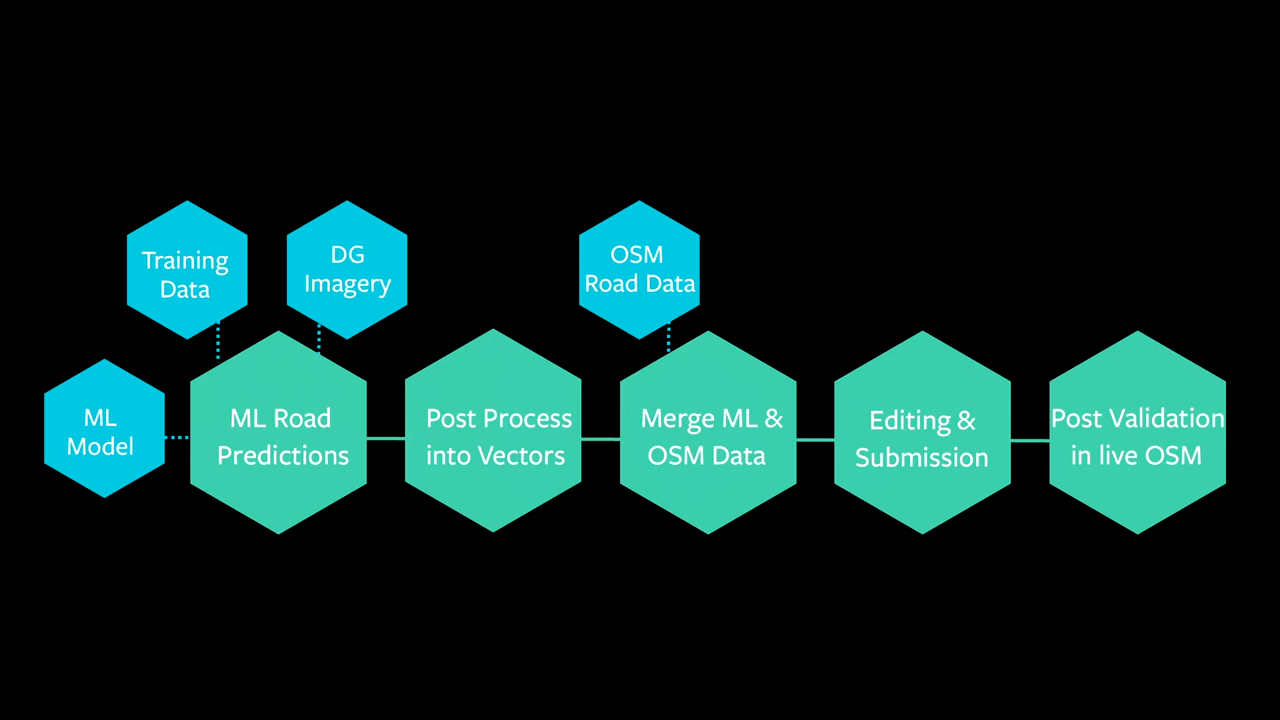 Training
Data
DG
Imagery
OSM
Road Data
ML
Model
ML Road
Predictions
Post Process
into Vectors
Merge ML &
OSM Data
Editing &
Submission
Post Validation
in live OSM